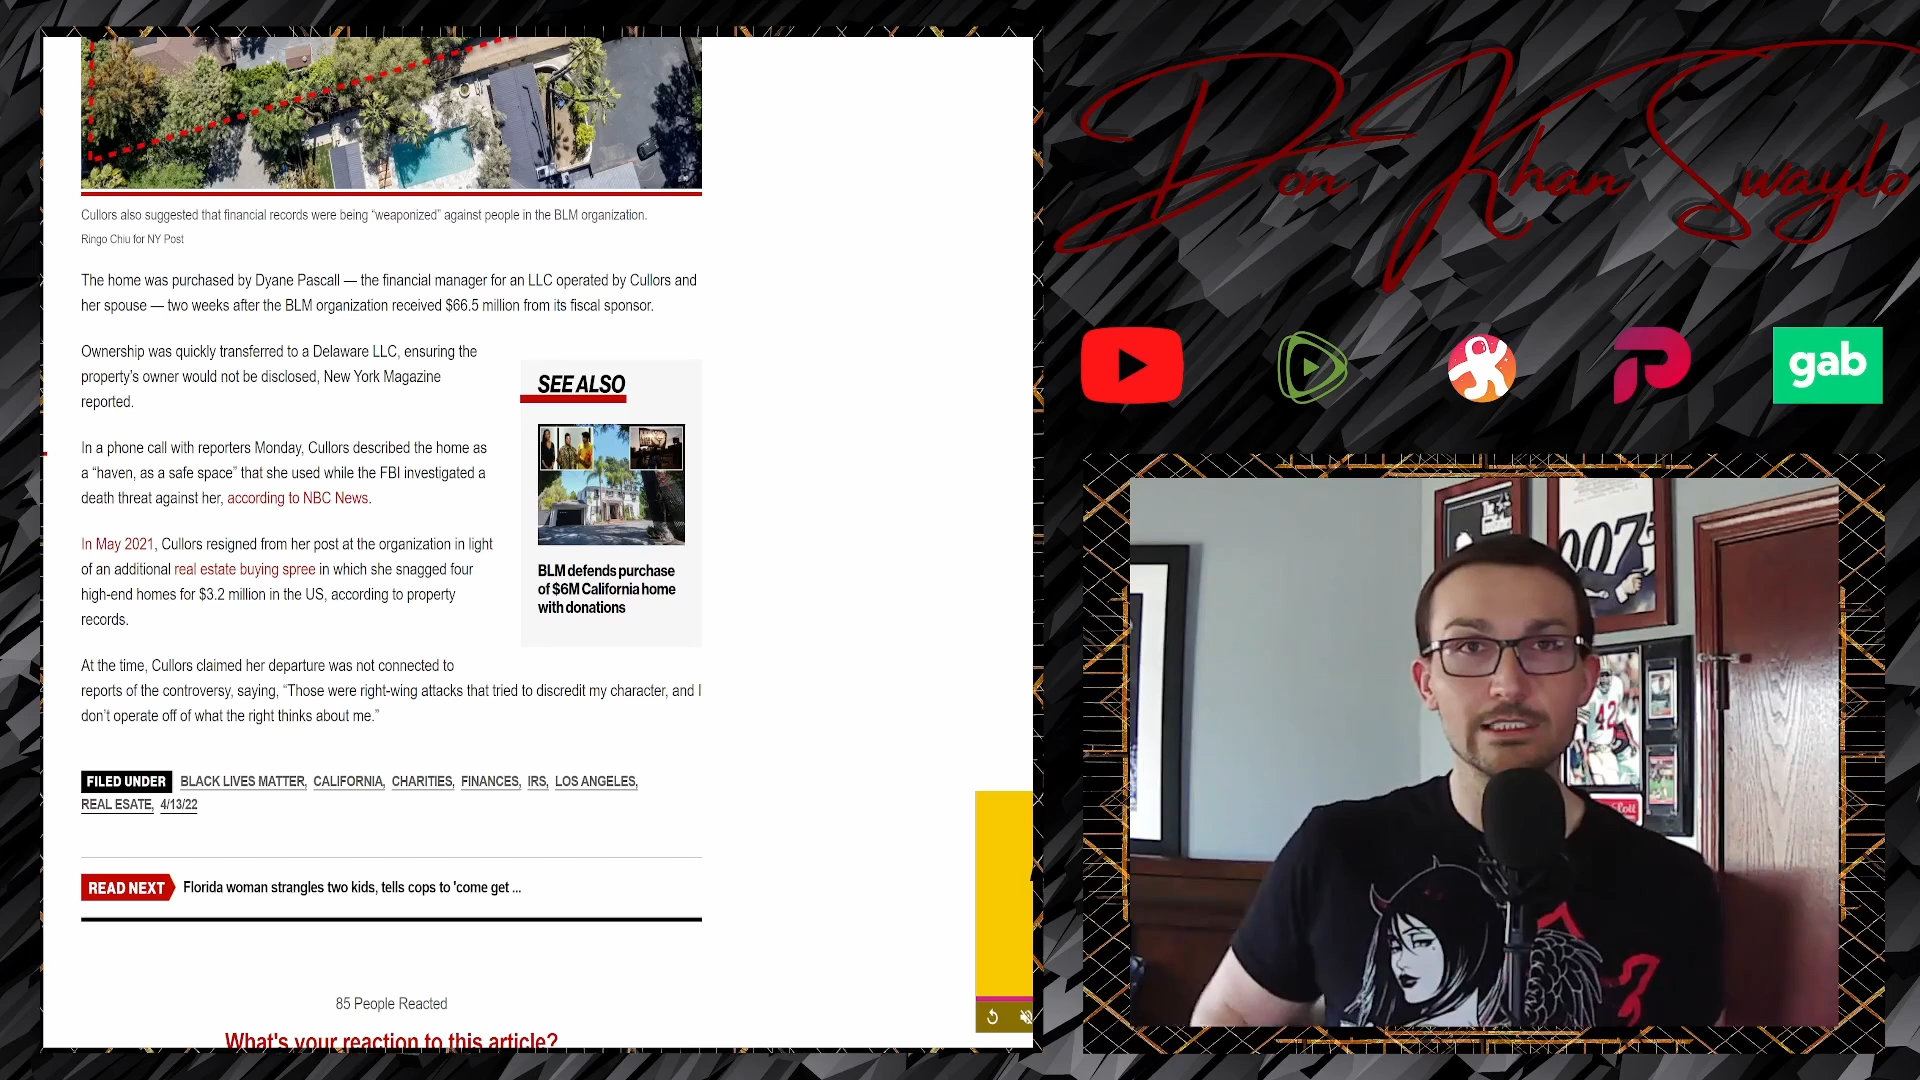 Cullors also suggested that financial records were being “weaponized” against people in the BLM organization.
Ringo Chiu for NY Post
The home was purchased by Dyane Pascall — the financial manager for an LLC operated by Cullors and
her spouse — two weeks after the BLM organization received $66.5 million from its fiscal sponsor.
Ownership was quickly transferred to a Delaware LLC, ensuring the
property’s owner would not be disclosed, New York Magazine
reported.
In a phone call with reporters Monday, Cullors described the home as
a “haven, as a safe space” that she used while the FBI investigated a
death threat against her, according to NBC News.
In May 2021, Cullors resigned from her post at the organization in light
of an additional real estate buying spree in which she snagged four
high-end homes for $3.2 million in the US, according to property
records.
At the time, Cullors claimed her departure was not connected to
reports of the controversy, saying, “Those were right-wing attacks that tried to discredit my character, and I
don’t operate off of what the right thinks about me.”
SEE ALSO
BLM defends purchase
of $6M California home
with donations
FILED UNDER BLACK LIVES MATTER, CALIFORNIA, CHARITIES, FINANCES, IRS, LOS ANGELES,
REAL ESATE, 4/13/22
READ NEXT Florida woman strangles two kids, tells cops to 'come get ...
85 People Reacted
What's your reaction to this article?
Don Khan Swaylo
gab
007
42